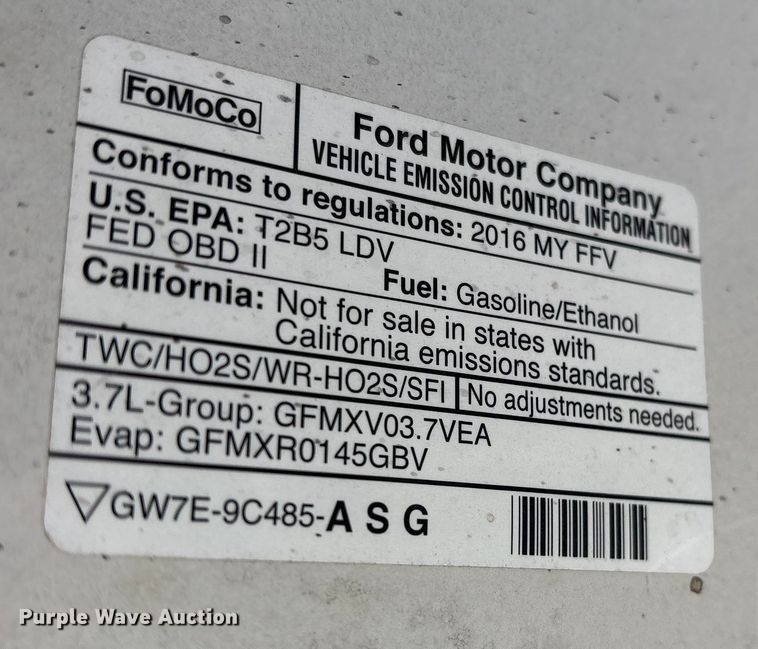 FoMoCo
Ford Motor Company
VEHICLE EMISSION CONTROL INFORMATION
Conforms to regulations: 2016 MY FFV
U.S. EPA: T2B5 LDV
FED OBD II
Fuel: Gasoline/Ethanol
California: Not for sale in states with
California emissions standards.
TWC/HO2S/WR-HO2S/SFI
No adjustments needed.
3.7L-Group: GFMXV03.7VEA
Evap: GFMXR0145GBV
GW7E-9C485-A S G
Purple Wave Auction